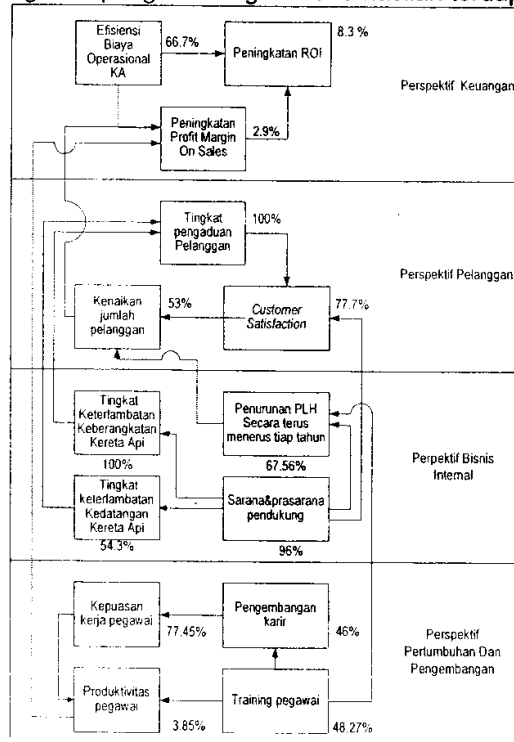 Efisiensi
Biaya
Operasional
KA
66.7%
Peningkatan ROI
8.3 %
Perspektif Keuangan
Peningkatan
Profit Margin
On Sales
2.9%
Tingkat
pengaduan
Pelanggan
100%
Perspektif Pelanggan
Kenaikan
jumlah
pelanggan
53%
Customer
Satisfaction
77.7%
Tingkat
Keterlambatan
Keberangkatan
Kereta Api
100%
Penurunan PLH
Secara terus
menerus tiap tahun
67.56%
Perpektif Bisnis
Internal
Tingkat
keterlambatan
Kedatangan
Kereta Api
54.3%
Sarana&prasarana
pendukung
96%
Kepuasan
kerja pegawai
77.45%
Pengembangan
karir
46%
Perspektif
Pertumbuhan Dan
Pengembangan
Produktivitas
pegawai
3.85%
Training pegawai
48.27%